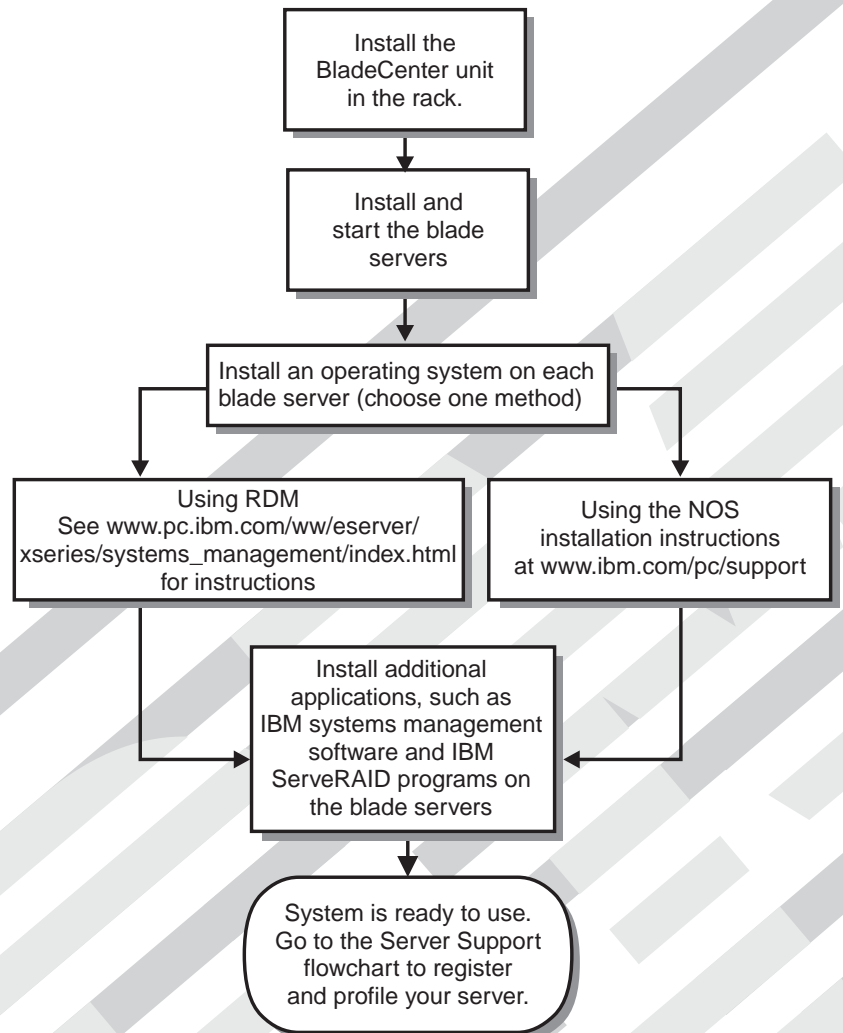 Install the
BladeCenter unit
in the rack.
Install and
start the blade
servers
Install an operating system on each
blade server (choose one method)
Using RDM
See www.pc.ibm.com/ww/eserver/
xseries/systems_management/index.html
for instructions
Using the NOS
installation instructions
at www.ibm.com/pc/support
Install additional
applications, such as
IBM systems management
software and IBM
ServeRAID programs on
the blade servers
System is ready to use.
Go to the Server Support
flowchart to register
and profile your server.